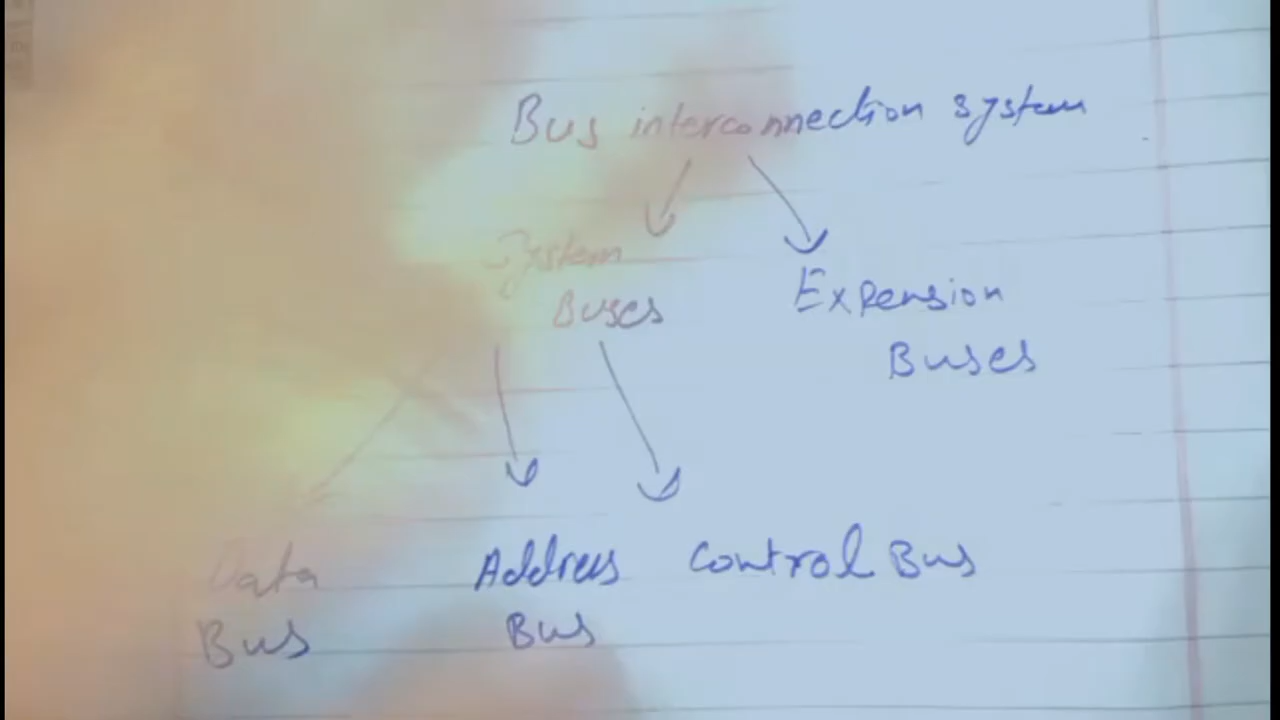 Bus interconnection system
System
Buses
Expension
Buses
Data
Bus
Address
Bus
Control Bus